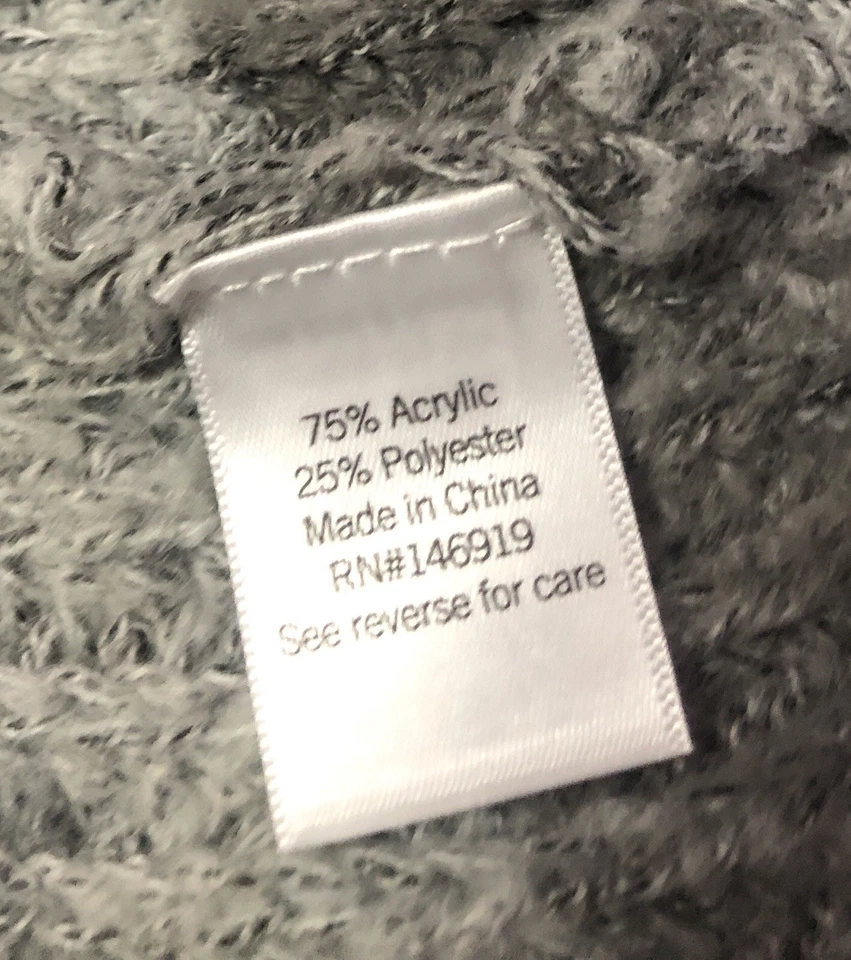 75% Acrylic
25% Polyester
Made in China
RN#146919
See reverse for care